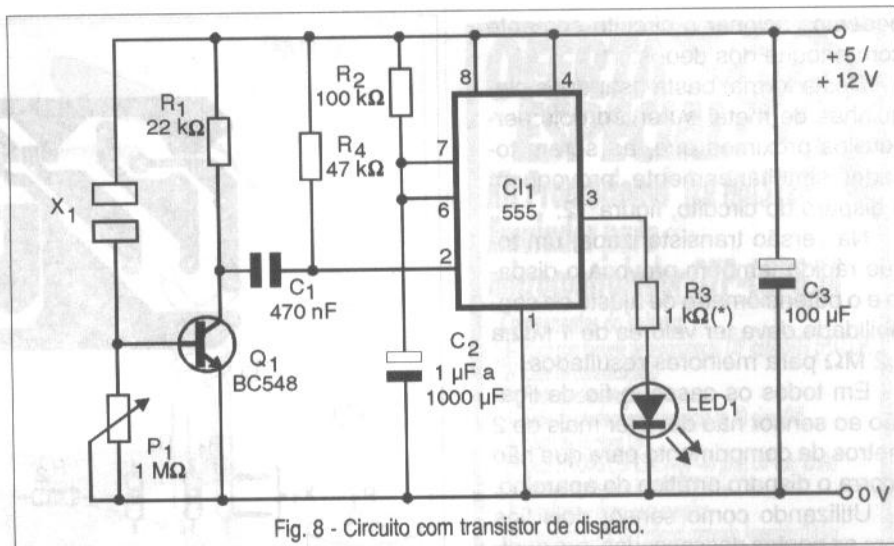 + 5 /
+ 12 V
R1
22 kΩ
R2
100 kΩ
R4
47 kΩ
8
4
7
6
2
3
1
CI1
555
X1
C1
470 nF
Q1
BC548
C2
1 µF a
1000 µF
R3
1 kΩ(*)
C3
100 µF
LED1
P1
1 MΩ
0 V
Fig. 8 - Circuito com transistor de disparo.